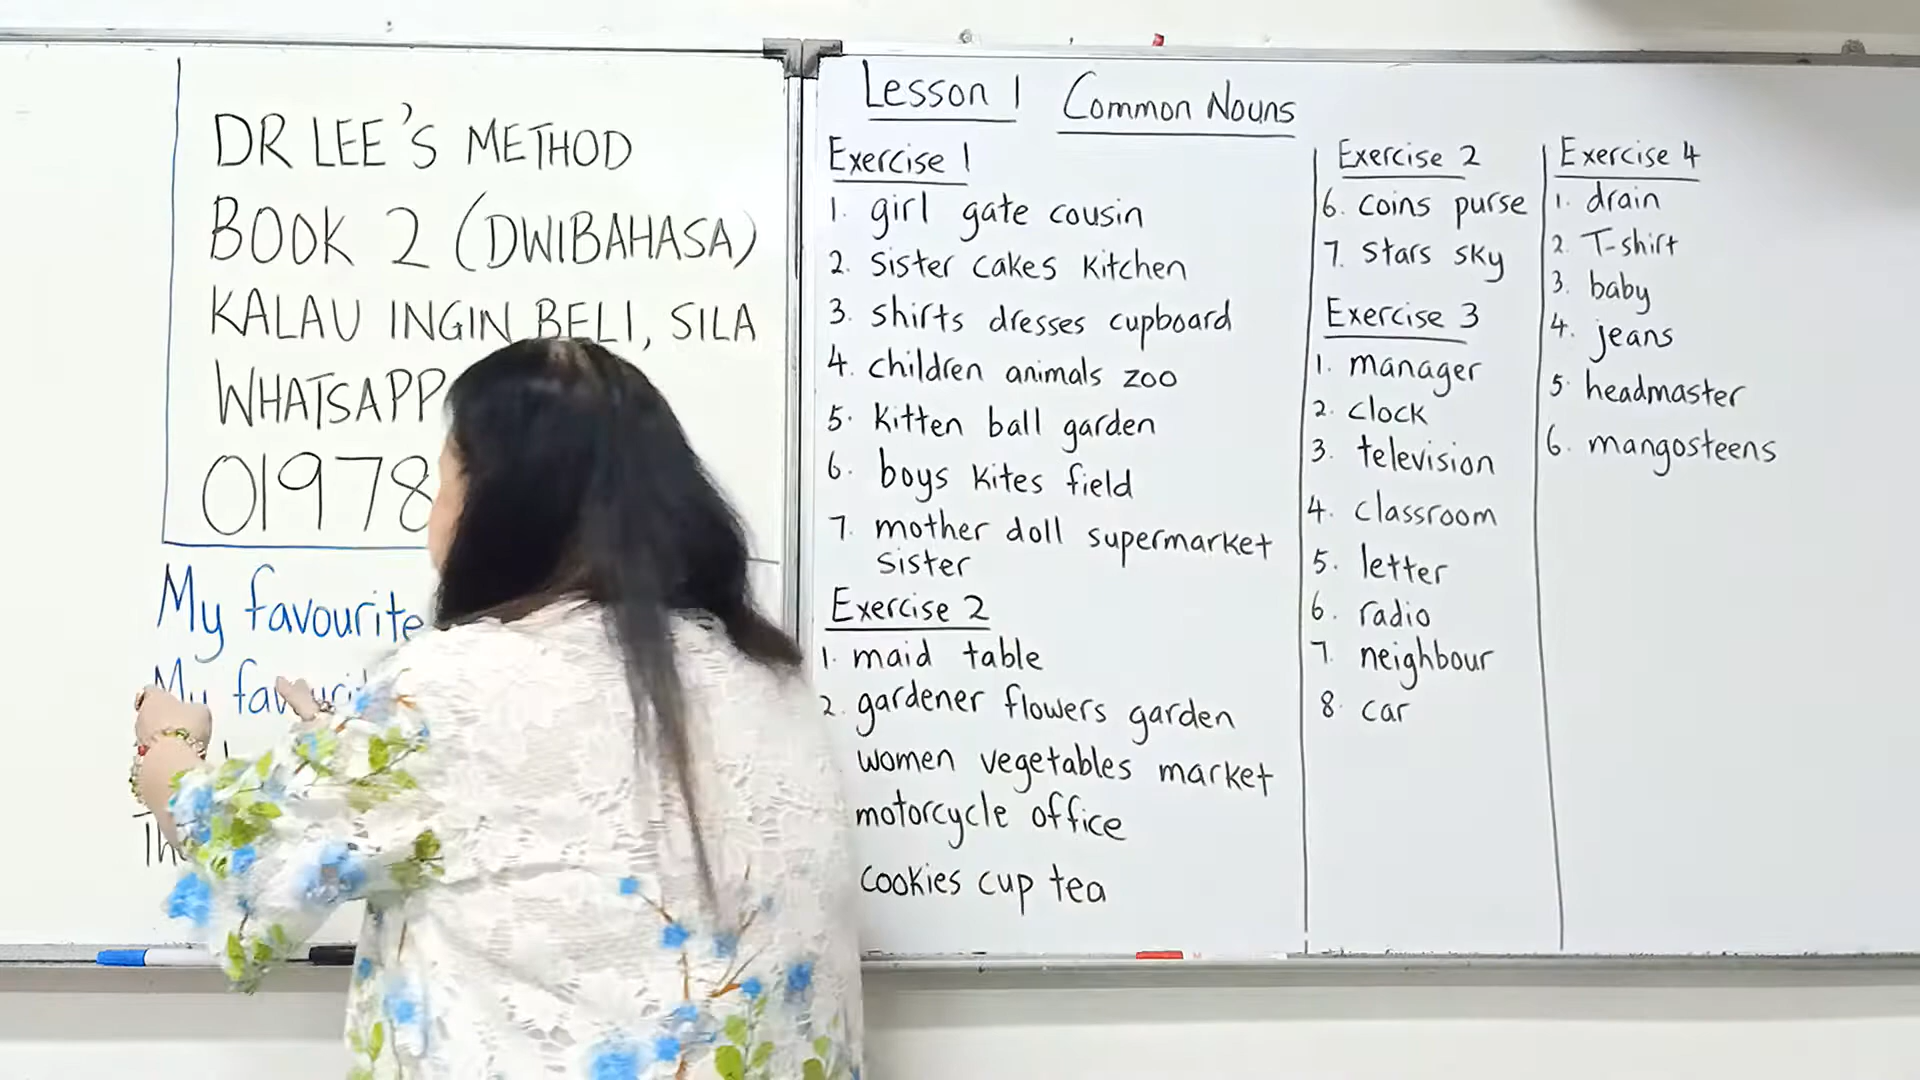 DR LEE'S METHOD
BOOK 2 (DWIBAHASA)
KALAU INGIN BELI, SILA
WHATSAPP
01978
My favourite
My
Lesson 1 Common Nouns
Exercise 1
1. girl gate cousin
2. sister cakes kitchen
3. shirts dresses cupboard
4. children animals zoo
5. kitten ball garden
6. boys kites field
7. mother doll supermarket
sister
Exercise 2
1. maid table
2. gardener flowers garden
women vegetables market
motorcycle office
cookies cup tea
Exercise 2
6. coins purse
7. stars sky
Exercise 3
1. manager
2. clock
3. television
4. classroom
5. letter
6. radio
7. neighbour
8. car
Exercise 4
1. drain
2. T-shirt
3. baby
4. jeans
5. headmaster
6. mangosteens